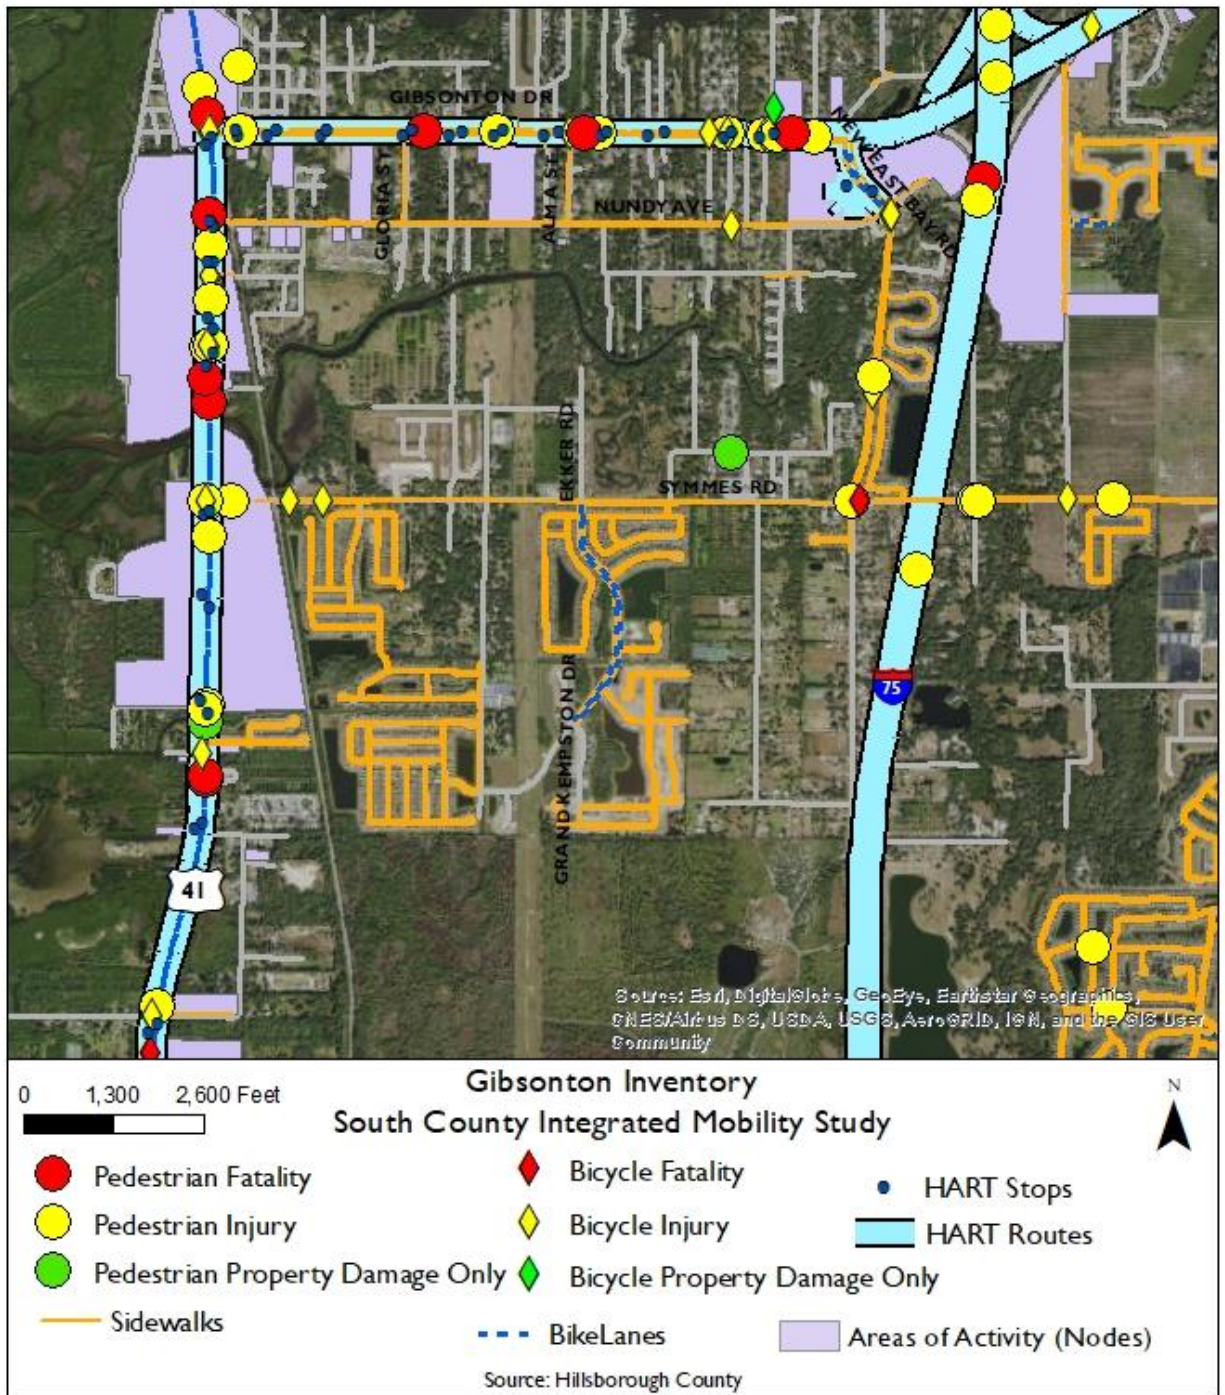 GIBSONTON DR
NEW EAST BAY RD
GLORIA ST
ALMA ST
NUNDY AVE
EKKER RD
SYMMES RD
GRAND KEMPSTON DR
75
41
Source: Esri, DigitalGlobe, GeoEye, Earthstar Geographics,
CNES/Airbus DS, USDA, USGS, AeroGRID, IGN, and the GIS User
Community
0 1,300 2,600 Feet
Gibsonton Inventory
South County Integrated Mobility Study
N
Pedestrian Fatality
Bicycle Fatality
HART Stops
Pedestrian Injury
Bicycle Injury
HART Routes
Pedestrian Property Damage Only
Bicycle Property Damage Only
Sidewalks
BikeLanes
Areas of Activity (Nodes)
Source: Hillsborough County